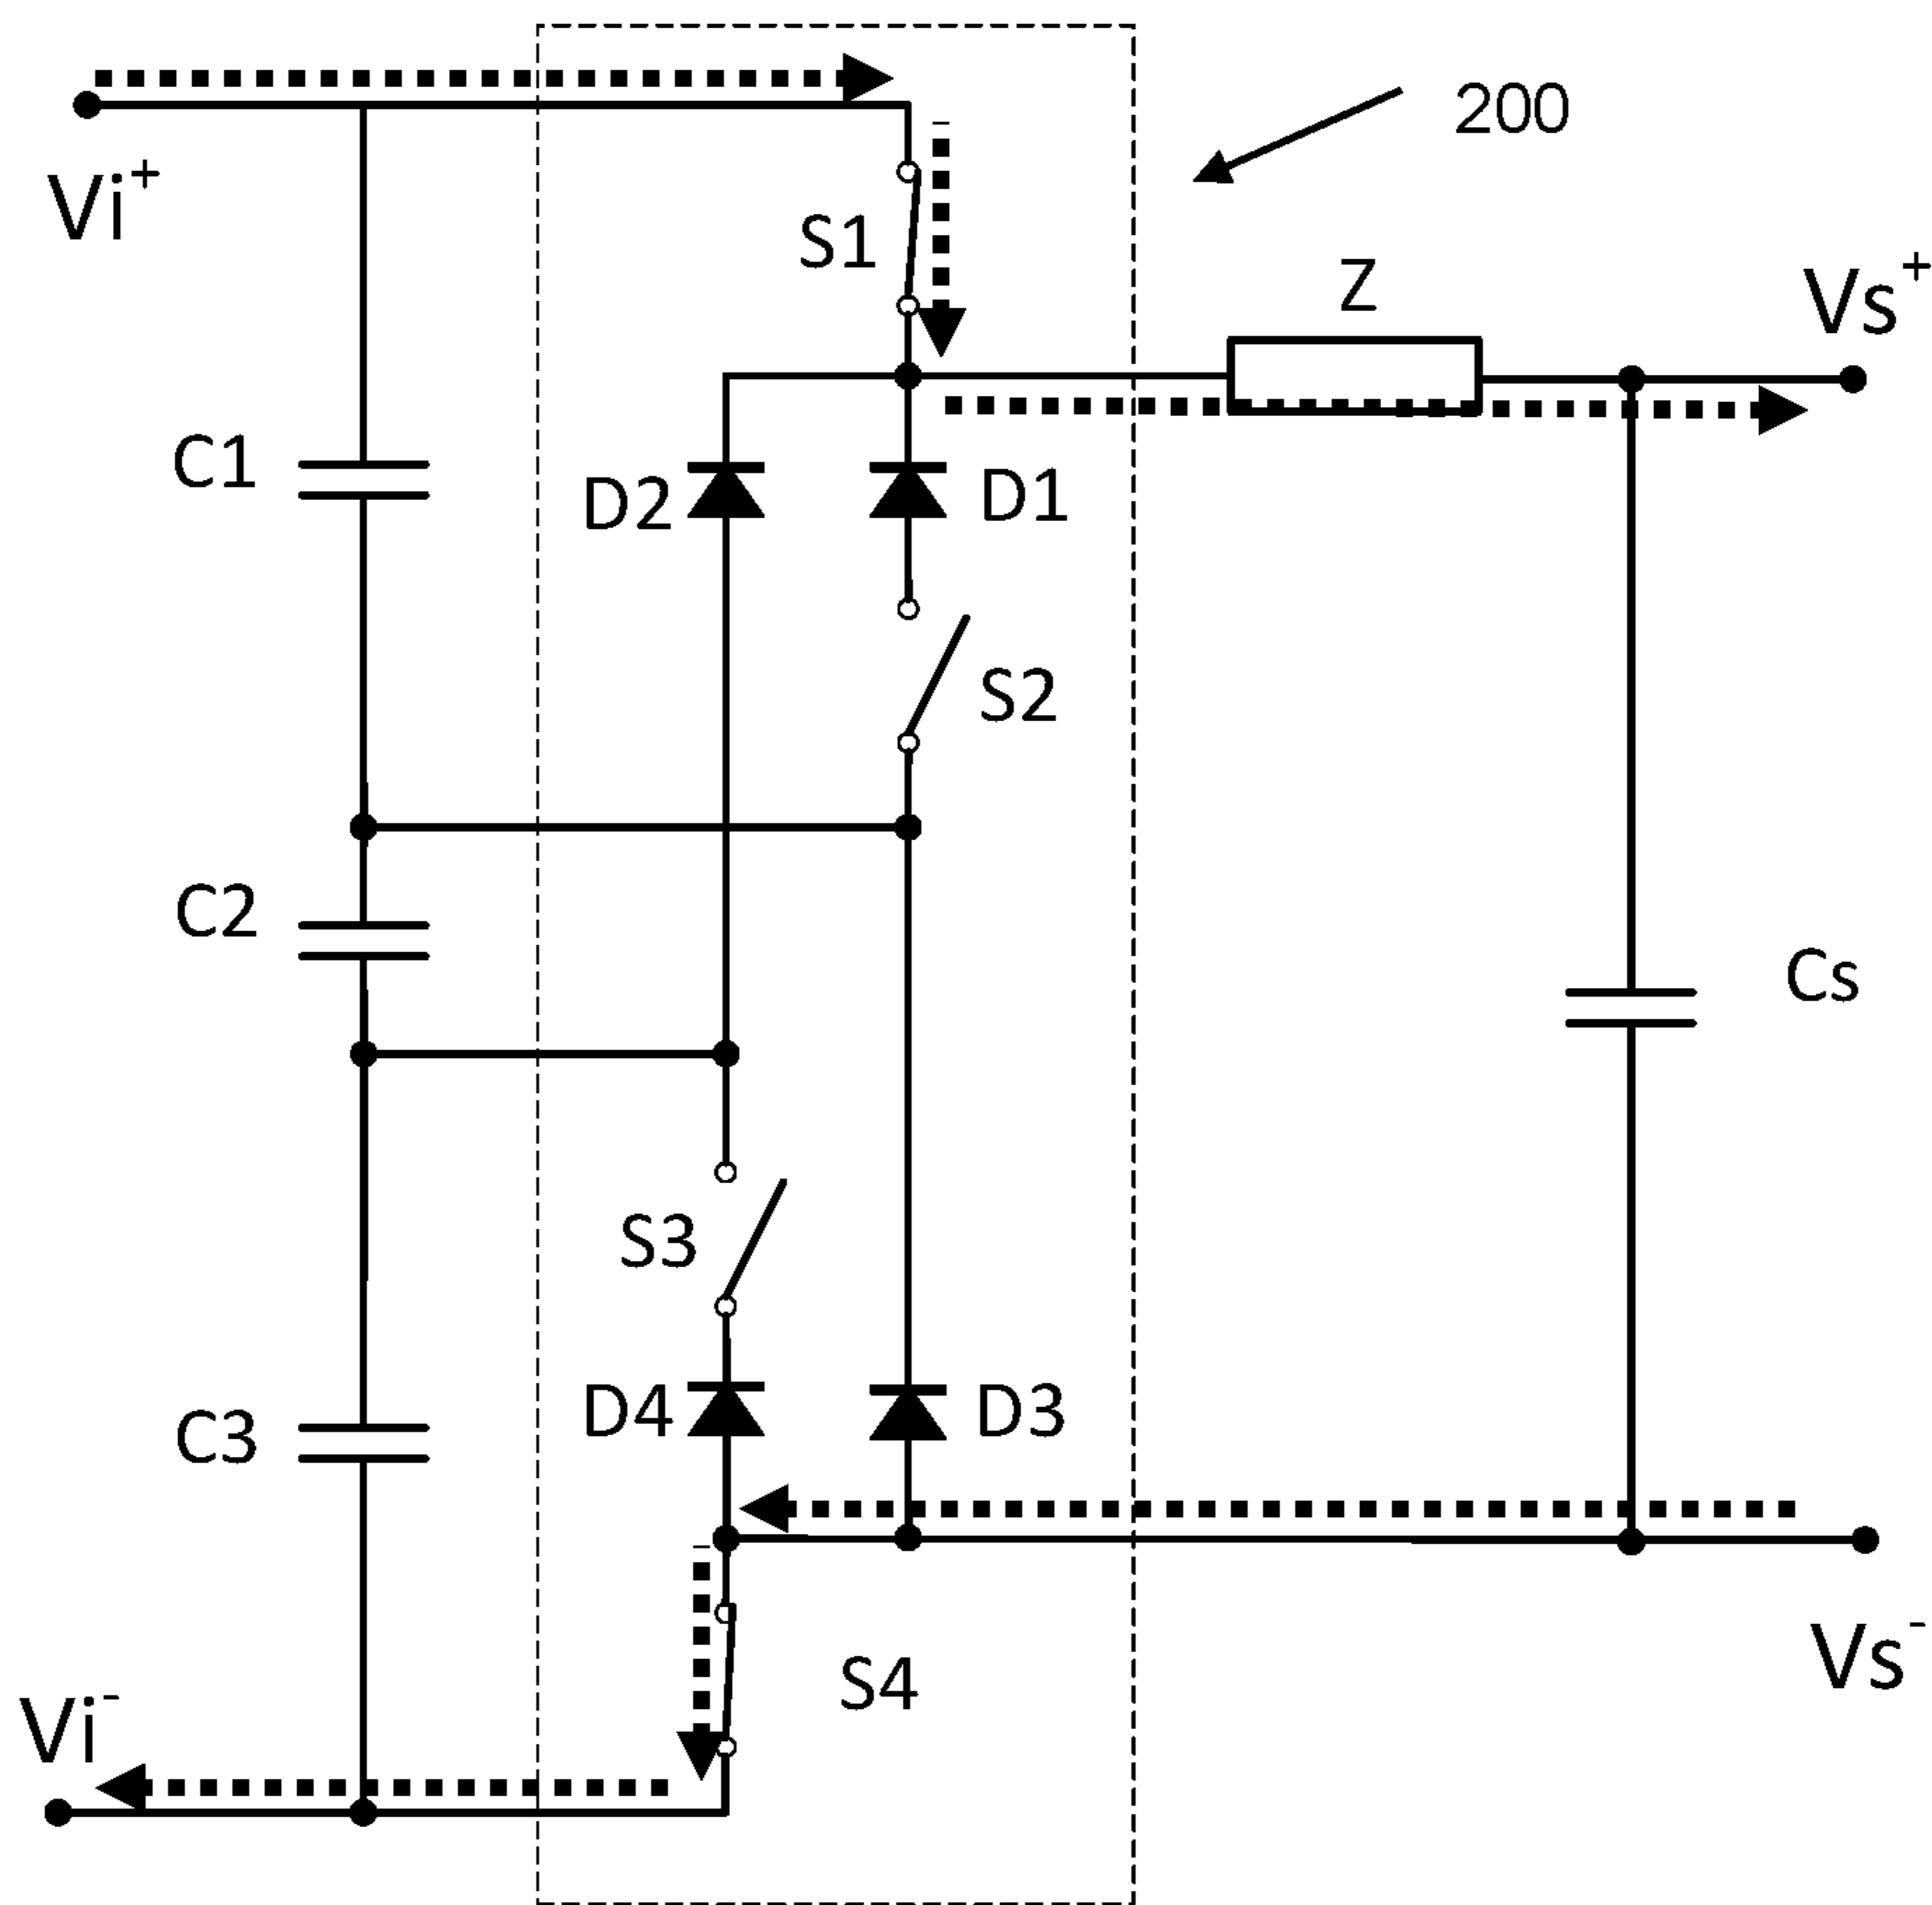 200
Vi⁺
S1
Z
Vs⁺
C1
D2
D1
S2
C2
Cs
S3
C3
D4
D3
S4
Vs⁻
Vi⁻